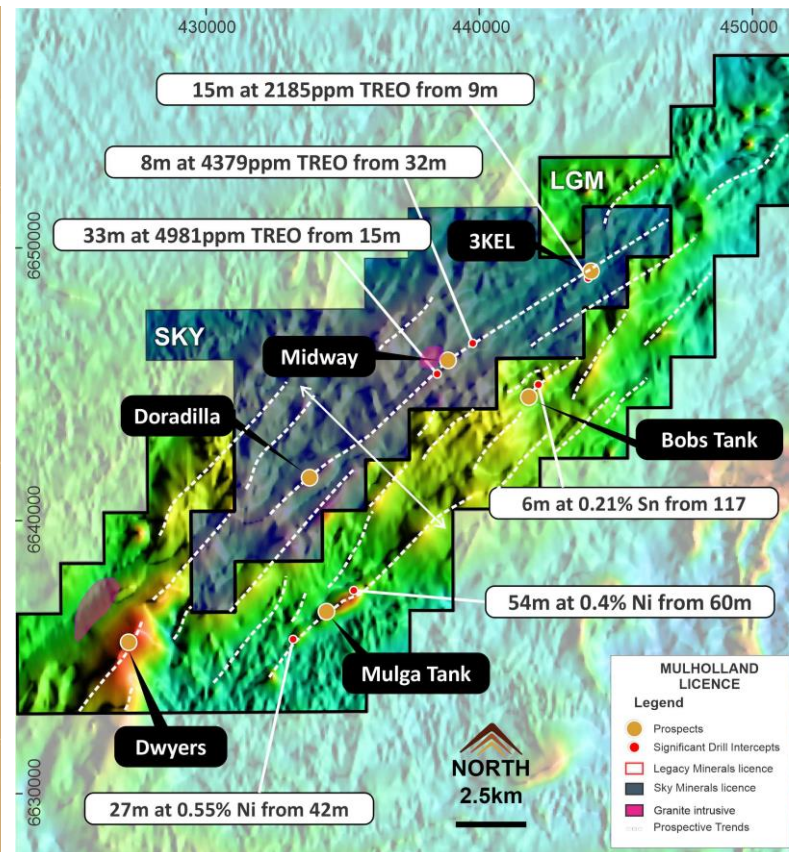 430000
440000
450000
15m at 2185ppm TREO from 9m
8m at 4379ppm TREO from 32m
LGM
33m at 4981ppm TREO from 15m
3KEL
6650000
SKY
Midway
Doradilla
Bobs Tank
6m at 0.21% Sn from 117
6640000
54m at 0.4% Ni from 60m
Mulga Tank
Dwyers
27m at 0.55% Ni from 42m
6630000
NORTH
2.5km
MULHOLLAND
LICENCE
Legend
Prospects
Significant Drill Intercepts
Legacy Minerals licence
Sky Minerals licence
Granite intrusive
Prospective Trends